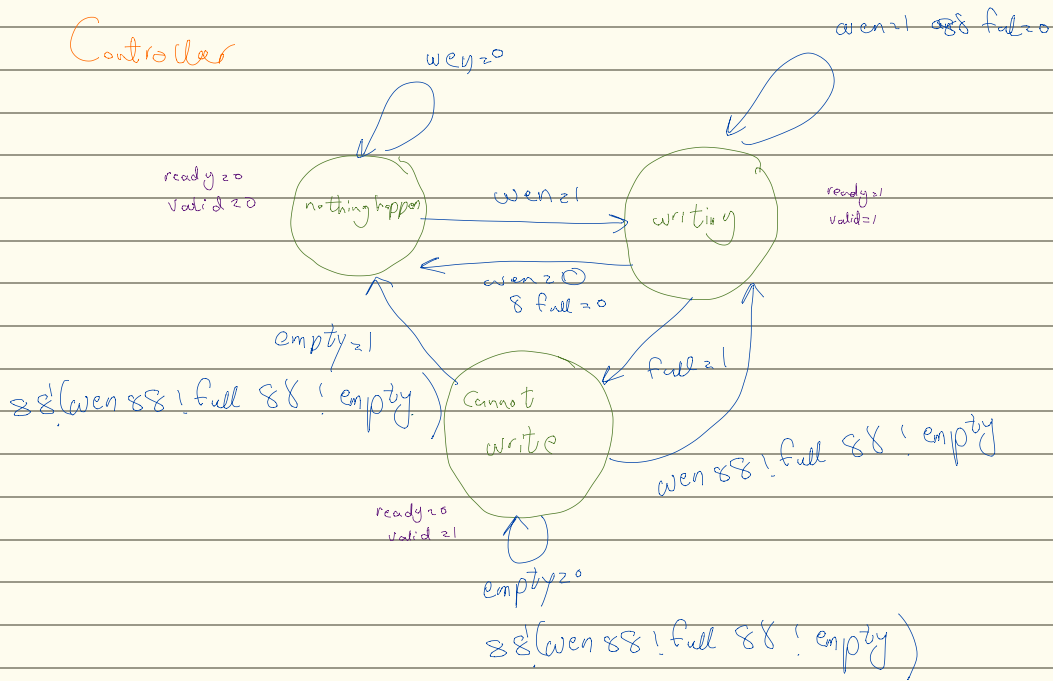 Controller
wen=0
wen=1 && full=0
ready=0
valid=0
nothing happen
wen=1
writing
ready=1
valid=1
wen=0
& full=0
empty=1
&&!(wen && !full && !empty)
full=1
cannot
write
wen && !full && !empty
ready=0
valid=1
empty=0
&&!(wen && !full && !empty)